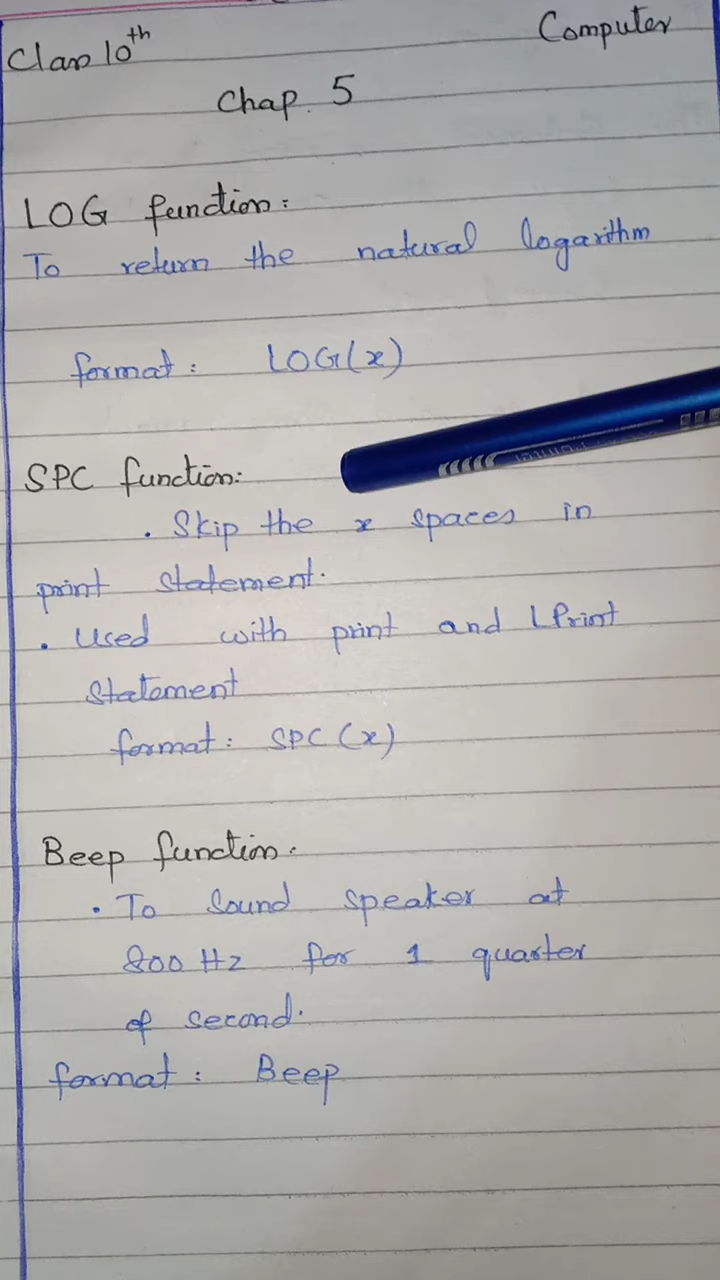 Class 10th Computer
Chap. 5
LOG function:
To return the natural logarithm
format: LOG(x)
SPC function:
. Skip the x spaces in
print statement.
. Used with print and LPrint
statement
format: SPC (x)
Beep function.
. To sound speaker at
800 Hz for 1 quarter
of second.
format: Beep